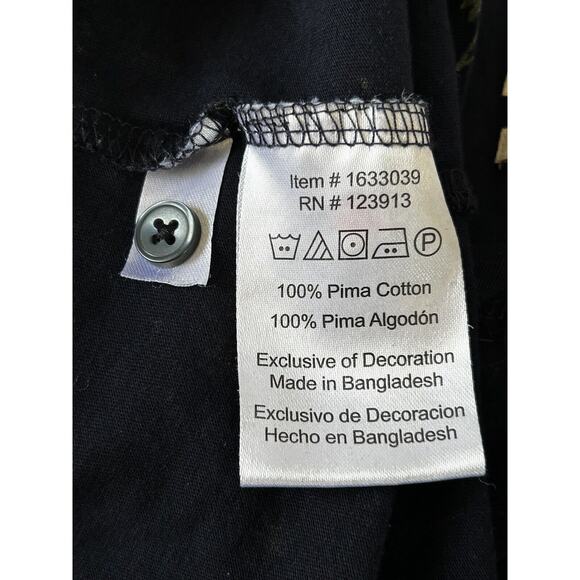 Item # 1633039
RN # 123913
P
100% Pima Cotton
100% Pima Algodón
Exclusive of Decoration
Made in Bangladesh
Exclusivo de Decoracion
Hecho en Bangladesh